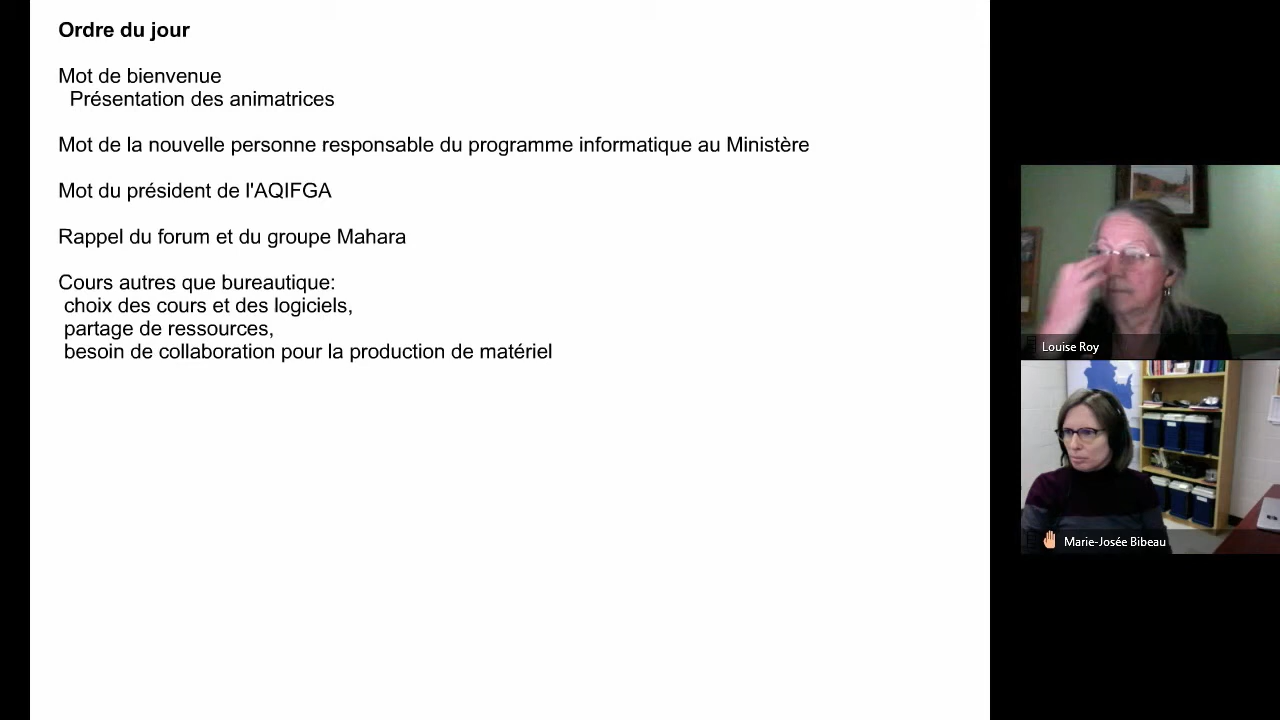 Ordre du jour
Mot de bienvenue
Présentation des animatrices
Mot de la nouvelle personne responsable du programme informatique au Ministère
Mot du président de l'AQIFGA
Rappel du forum et du groupe Mahara
Cours autres que bureautique:
choix des cours et des logiciels,
partage de ressources,
besoin de collaboration pour la production de matériel
Louise Roy
Marie-Josée Bibeau